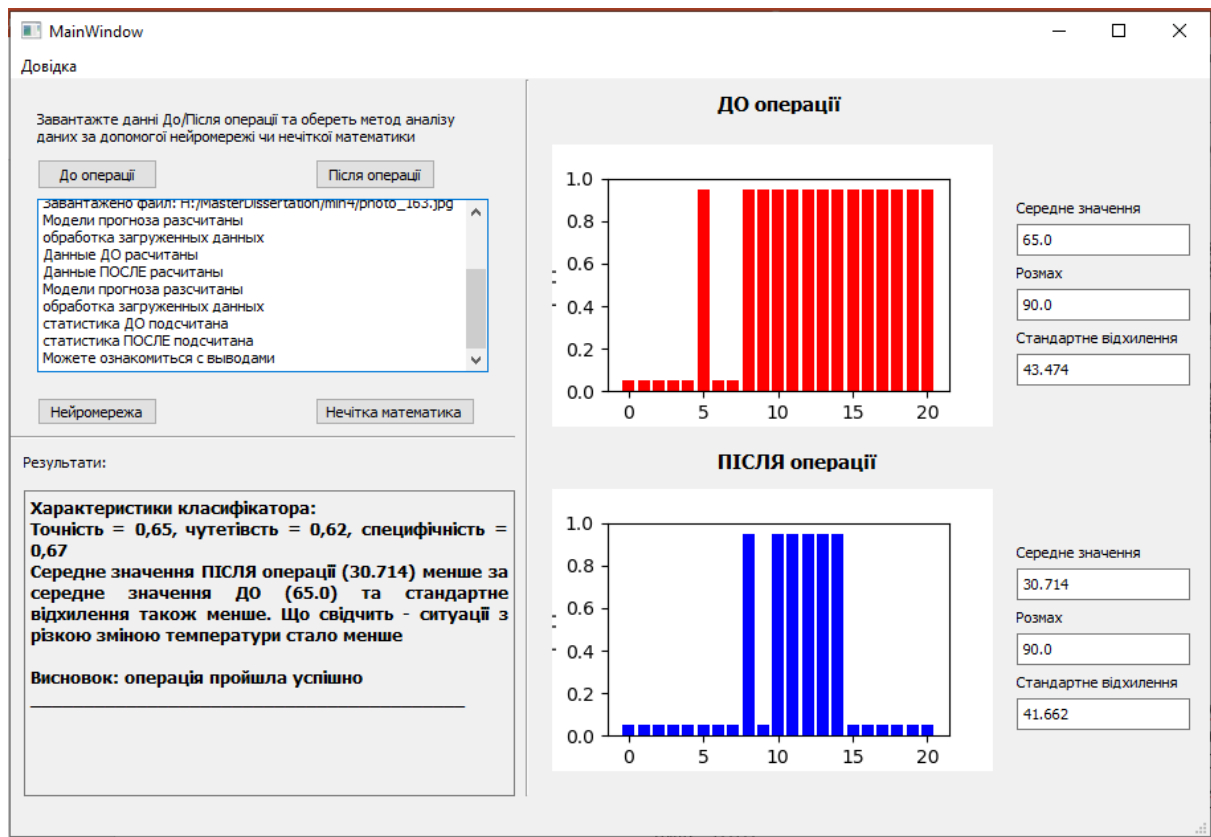 MainWindow
Довідка
Завантажте данні До/Після операції та обереть метод аналізу
даних за допомогої нейромережі чи нечіткої математики
До операції
Після операції
Завантажено файл: H:/MasterDissertation/min4/photo_163.jpg
Модели прогноза разсчитаны
обработка загруженных данных
Данные ДО расчитаны
Данные ПОСЛЕ расчитаны
Модели прогноза разсчитаны
обработка загруженных данных
статистика ДО подсчитана
статистика ПОСЛЕ подсчитана
Можете ознакомиться с выводами
Нейромережа
Нечітка математика
Результати:
Характеристики класифікатора:
Точність = 0,65, чутетівсть = 0,62, специфічність =
0,67
Середне значення ПІСЛЯ операції (30.714) менше за
середне значення ДО (65.0) та стандартне
відхилення також менше. Що свідчить - ситуації з
різкою зміною температури стало менше
Висновок: операція пройшла успішно
ДО операції
1.0
0.8
0.6
0.4
0.2
0.0
0 5 10 15 20
Середне значення
65.0
Розмах
90.0
Стандартне відхилення
43.474
ПІСЛЯ операції
1.0
0.8
0.6
0.4
0.2
0.0
0 5 10 15 20
Середне значення
30.714
Розмах
90.0
Стандартне відхилення
41.662